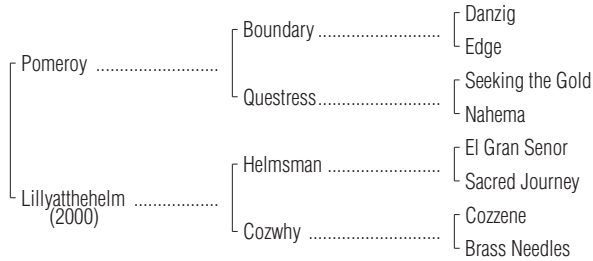 Danzig
Boundary ..........................
Edge
Pomeroy ..........................
Seeking the Gold
Questress..........................
Nahema
El Gran Senor
Helmsman ........................
Sacred Journey
Lillyatthehelm ..................
(2000)
Cozzene
Cozwhy ............................
Brass Needles